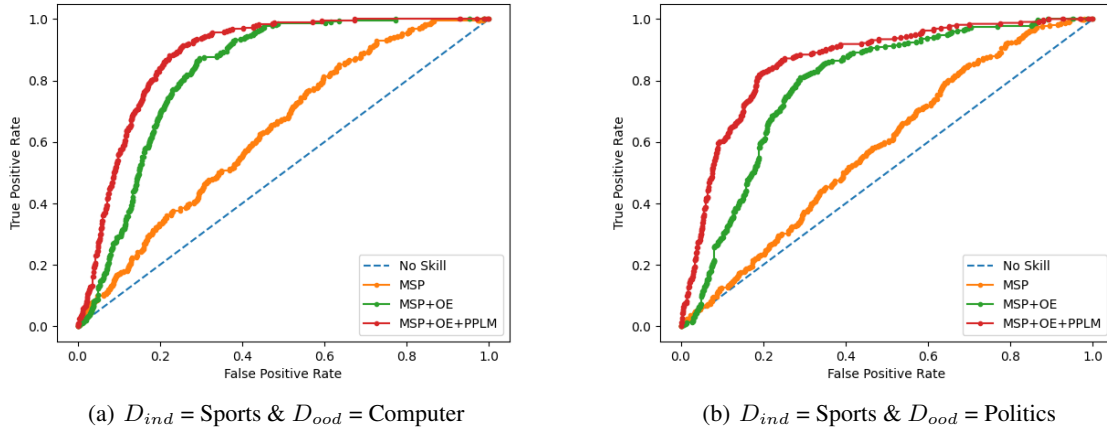 1.0
0.8
0.6
0.4
0.2
0.0
True Positive Rate
0.0
0.2
0.4
0.6
0.8
1.0
False Positive Rate
No Skill
MSP
MSP+OE
MSP+OE+PPLM
(a) D_ind = Sports & D_ood = Computer
1.0
0.8
0.6
0.4
0.2
0.0
True Positive Rate
0.0
0.2
0.4
0.6
0.8
1.0
False Positive Rate
No Skill
MSP
MSP+OE
MSP+OE+PPLM
(b) D_ind = Sports & D_ood = Politics